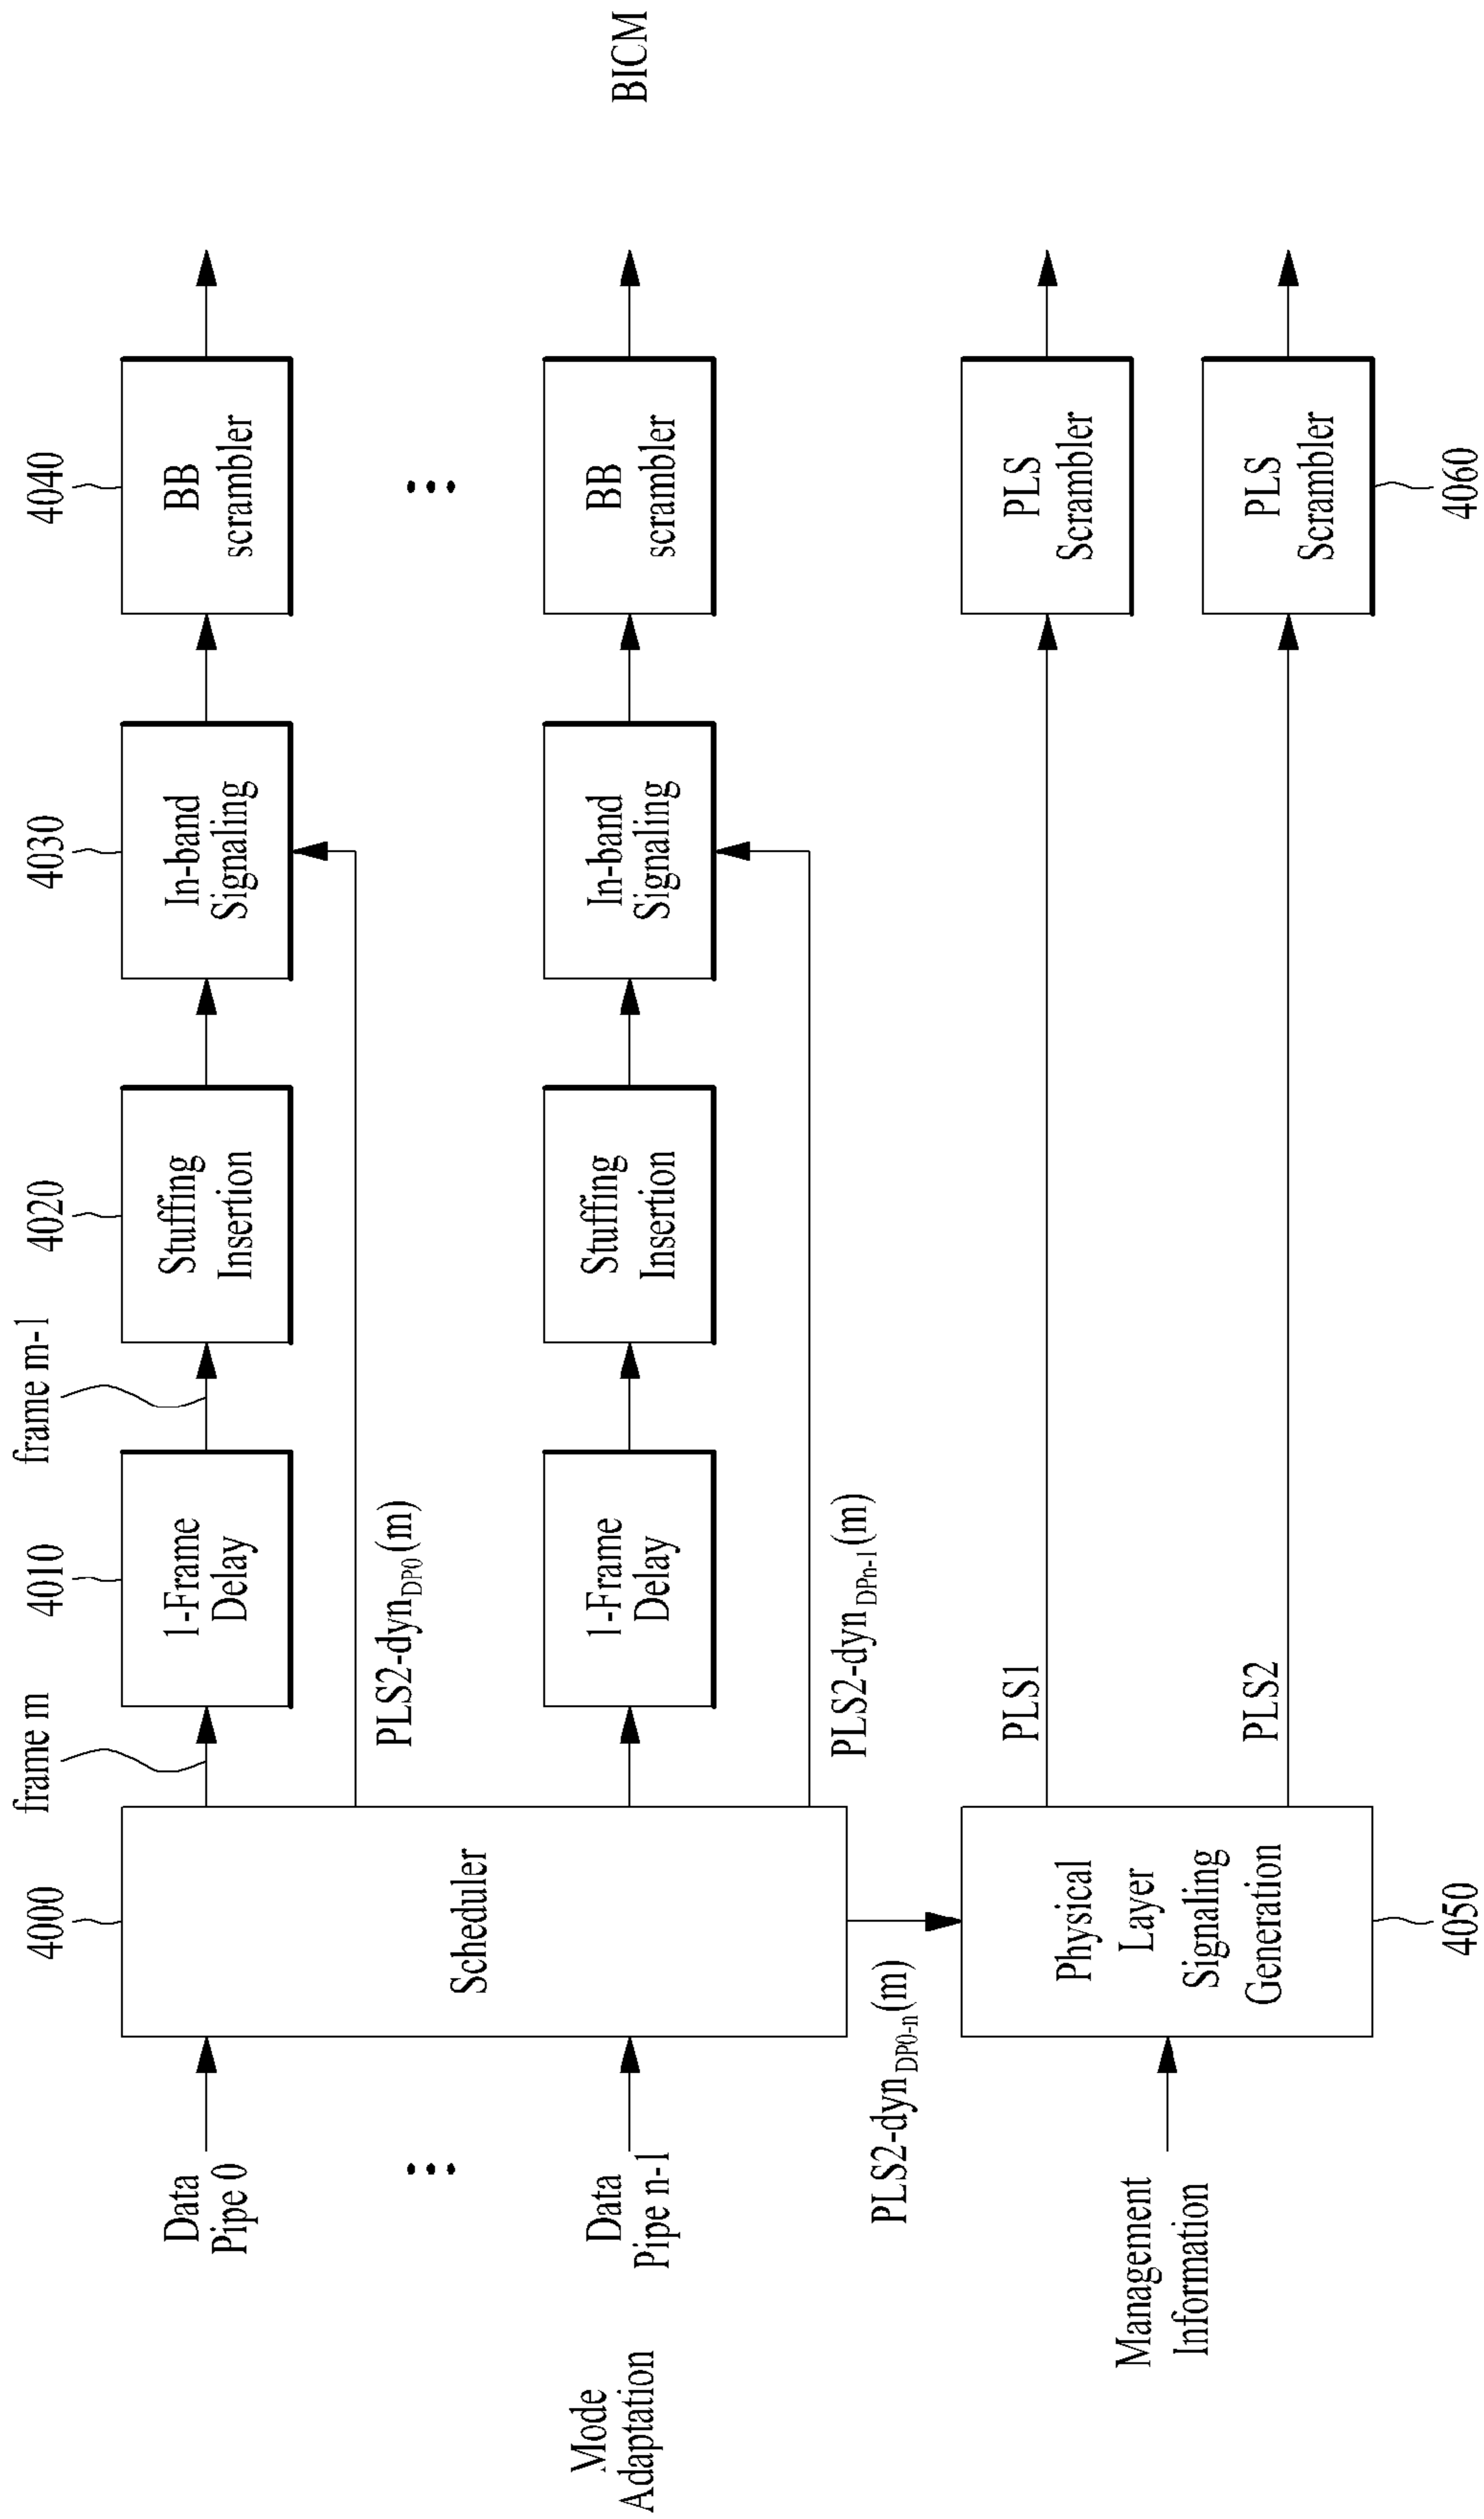 4000
4010
4020
4030
4040
frame m
frame m-1
Data
Pipe 0
Scheduler
1-Frame
Delay
Stuffing
Insertion
In-band
Signaling
BB
scrambler
PLS2-dynDP0(m)
Mode
Adaptation
Data
Pipe n-1
1-Frame
Delay
Stuffing
Insertion
In-band
Signaling
BB
scrambler
BICM
PLS2-dynDPn-1(m)
PLS2-dynDP0-n(m)
Management
Information
Physical
Layer
Signaling
Generation
PLS1
PLS
Scrambler
PLS2
PLS
Scrambler
4050
4060